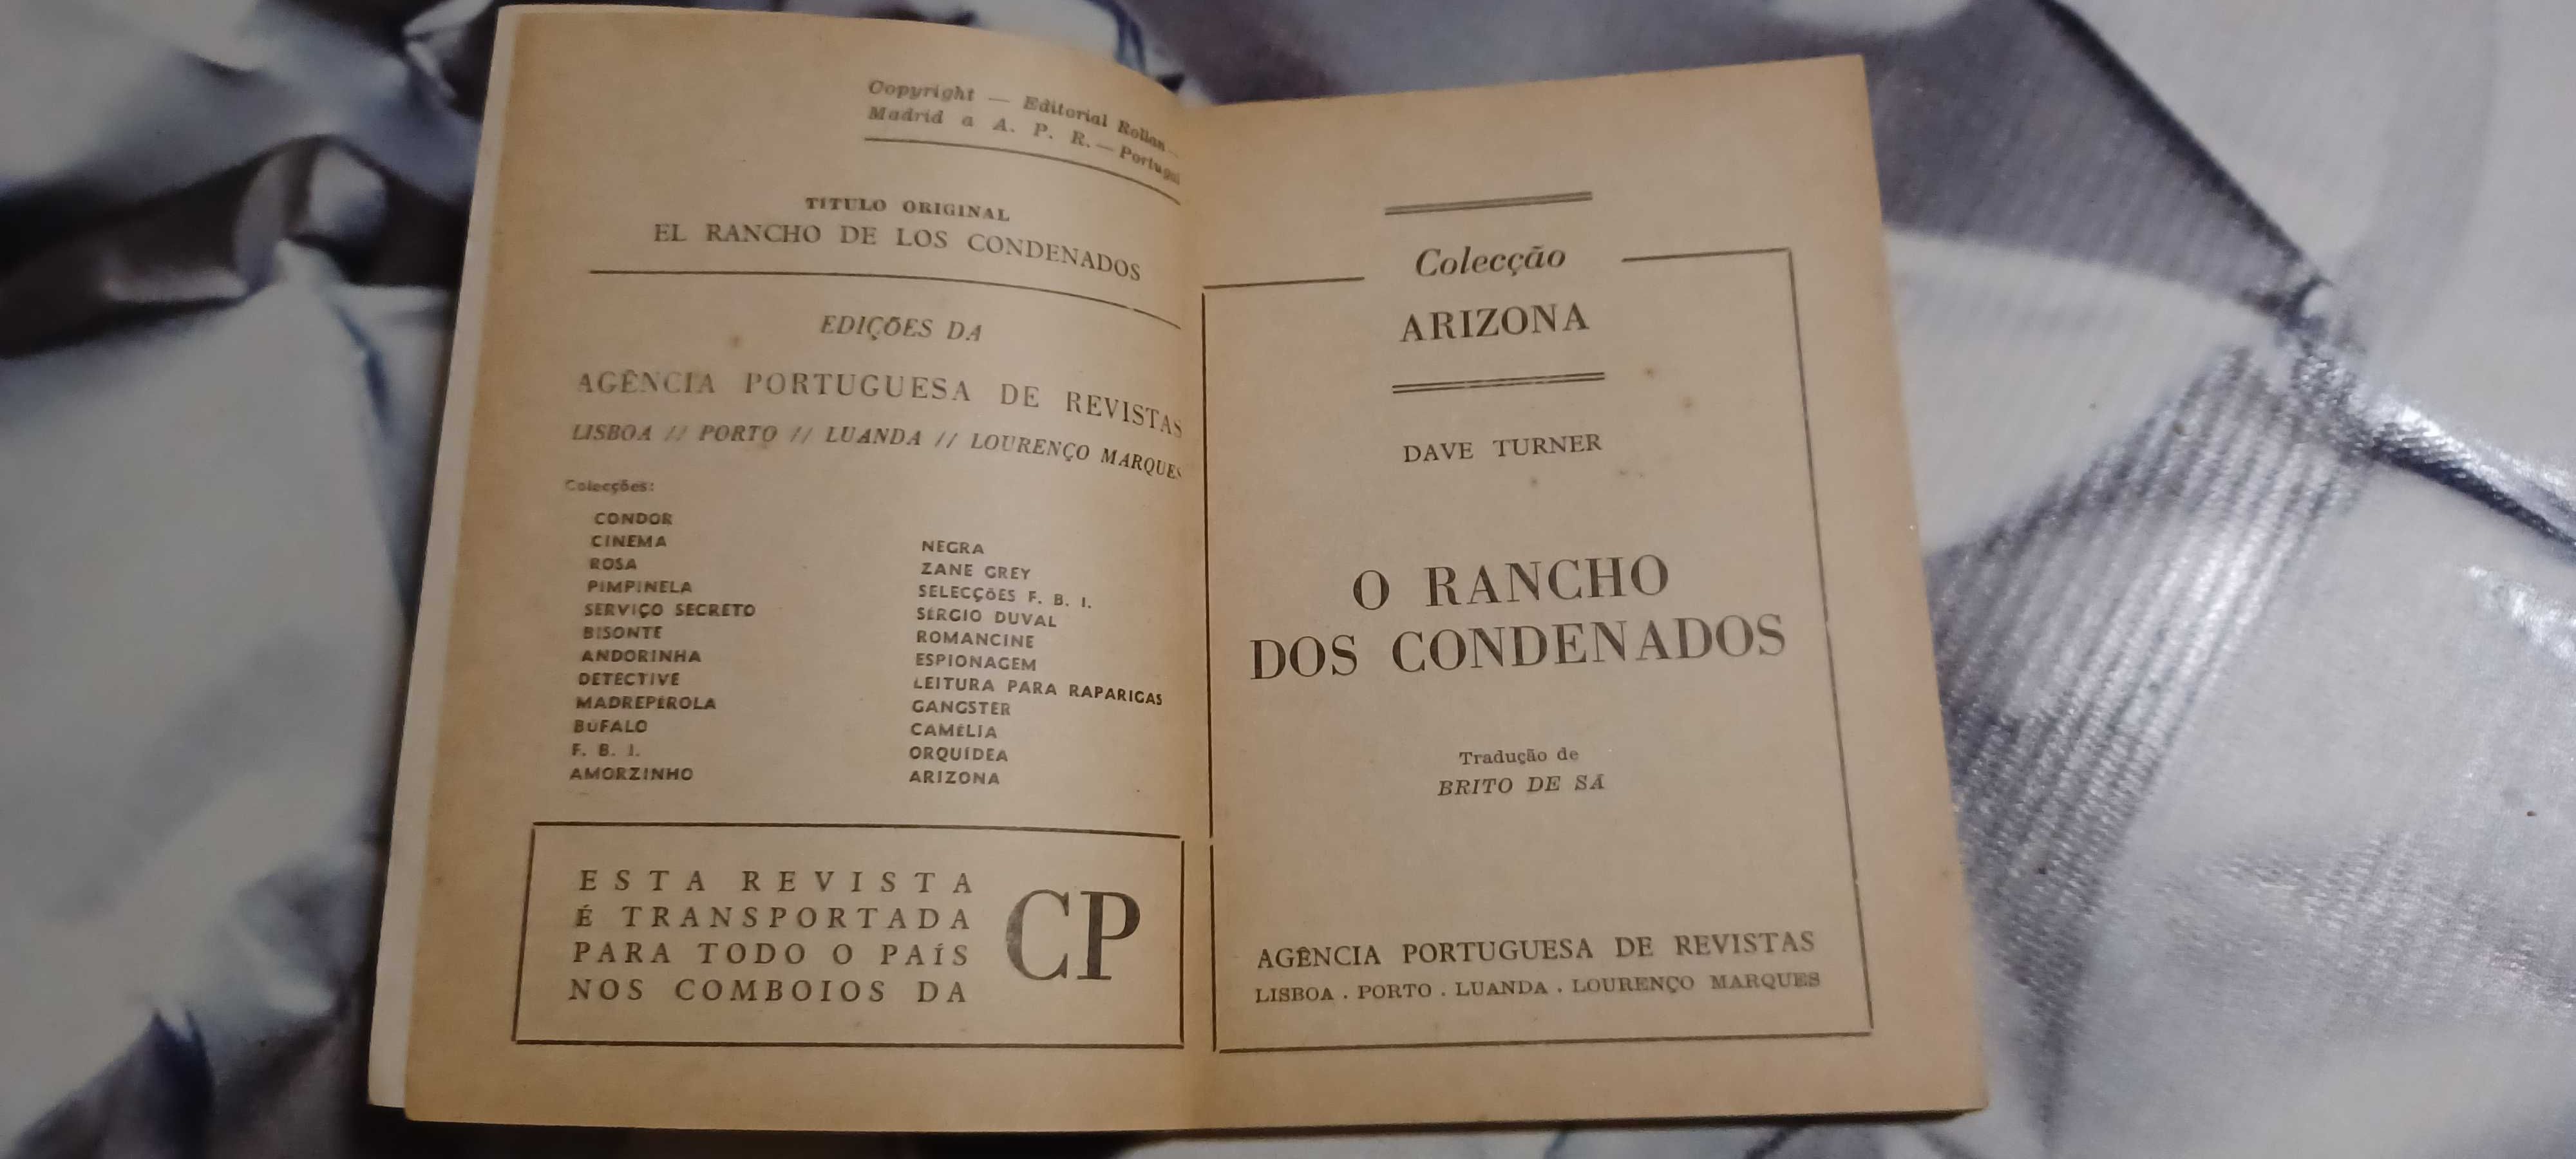 Copyright — Editorial Rollan —
Madrid a A. P. R. — Portugal
TÍTULO ORIGINAL
EL RANCHO DE LOS CONDENADOS
EDIÇÕES DA
AGÊNCIA PORTUGUESA DE REVISTAS
LISBOA // PORTO // LUANDA // LOURENÇO MARQUES
Colecções:
CONDOR
CINEMA
ROSA
PIMPINELA
SERVIÇO SECRETO
BISONTE
ANDORINHA
DETECTIVE
MADREPÉROLA
BÚFALO
F. B. I.
AMORZINHO
NEGRA
ZANE GREY
SELECÇÕES F. B. I.
SÉRGIO DUVAL
ROMANCINE
ESPIONAGEM
LEITURA PARA RAPARIGAS
GANGSTER
CAMÉLIA
ORQUÍDEA
ARIZONA
ESTA REVISTA
É TRANSPORTADA
PARA TODO O PAÍS
NOS COMBOIOS DA
CP
Colecção
ARIZONA
DAVE TURNER
O RANCHO
DOS CONDENADOS
Tradução de
BRITO DE SÁ
AGÊNCIA PORTUGUESA DE REVISTAS
LISBOA . PORTO . LUANDA . LOURENÇO MARQUES